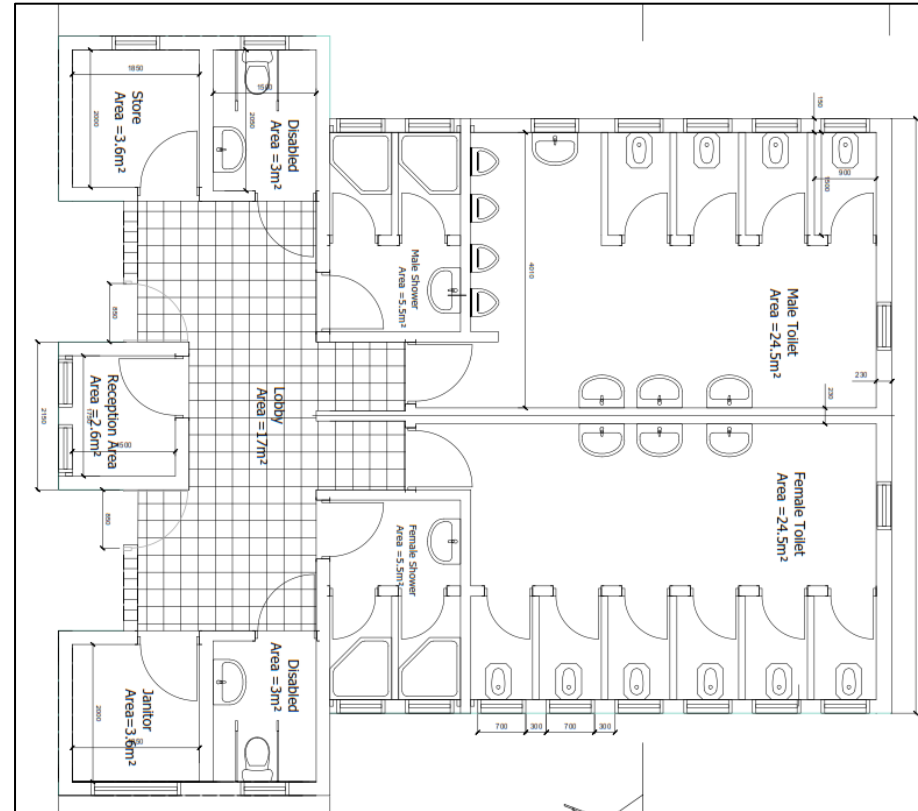 1850
Store
Area =3.6m²
2000
1500
2050
Disabled
Area =3m²
150
900
1500
Male Shower
Area =5.5m²
4010
Male Toilet
Area =24.5m²
230
230
850
2150
Reception Area
Area =2.6m²
1750
1500
Lobby
Area =17m²
850
Female Toilet
Area =24.5m²
Female Shower
Area =5.5m²
Disabled
Area =3m²
Janitor
Area=3.6m²
2000
700
300
700
300